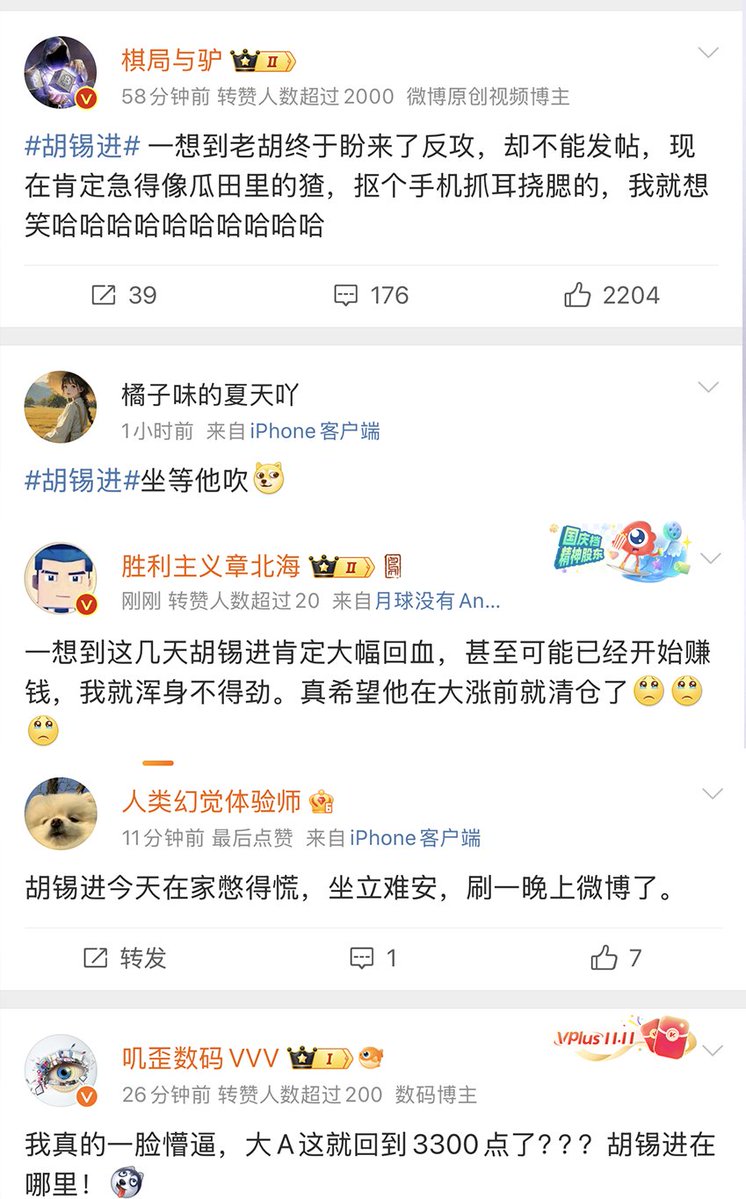 棋局与驴 II
58分钟前 转赞人数超过2000 微博原创视频博主
#胡锡进# 一想到老胡终于盼来了反攻，却不能发帖，现
在肯定急得像瓜田里的猹，抠个手机抓耳挠腮的，我就想
笑哈哈哈哈哈哈哈哈哈哈
39 176 2204
橘子味的夏天吖
1小时前 来自iPhone客户端
#胡锡进#坐等他吹
国庆档
精神股东
胜利主义章北海 II
刚刚 转赞人数超过20 来自月球没有An...
一想到这几天胡锡进肯定大幅回血，甚至可能已经开始赚
钱，我就浑身不得劲。真希望他在大涨前就清仓了
人类幻觉体验师
11分钟前 最后点赞 来自iPhone客户端
胡锡进今天在家憋得慌，坐立难安，刷一晚上微博了。
转发 1 7
VPlus11.11
叽歪数码VVV I
26分钟前 转赞人数超过200 数码博主
我真的一脸懵逼，大A这就回到3300点了？？？胡锡进在
哪里！